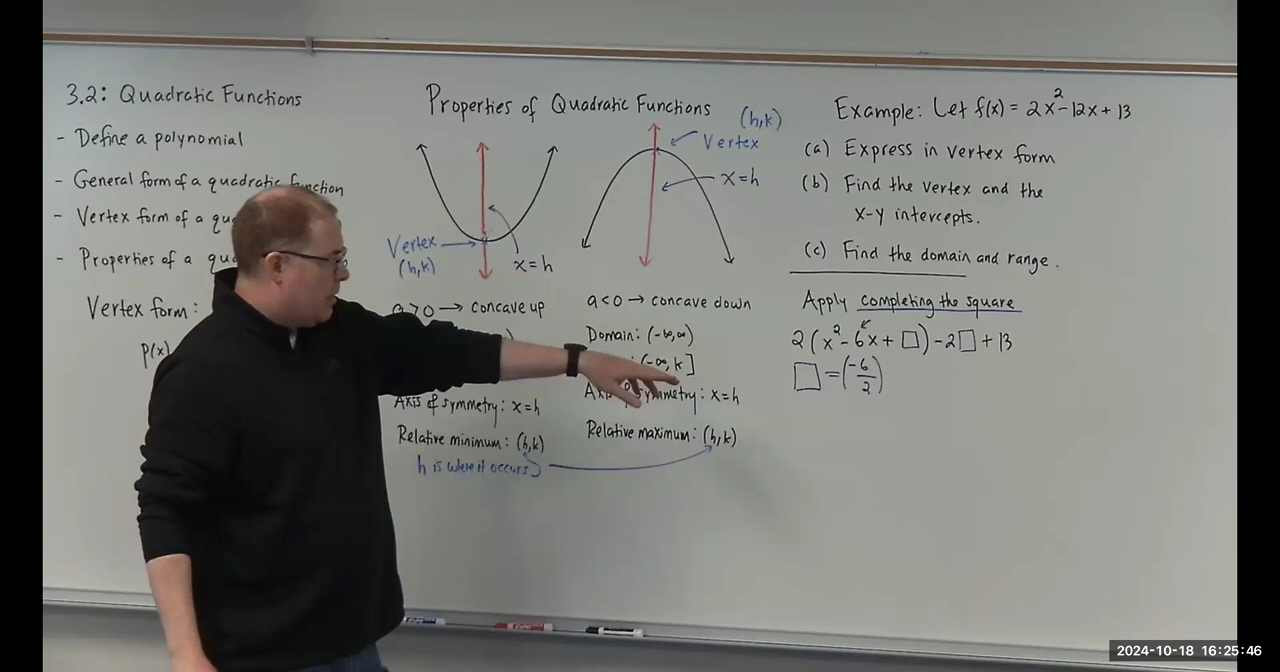 3.2: Quadratic Functions
- Define a polynomial
- General form of a quadratic function
- Vertex form of a
- Properties of a
Vertex form:
Properties of Quadratic Functions
Vertex
(h,k)
x=h
(h,k)
Vertex
x=h
a>0 → concave up
Axis of symmetry: x=h
Relative minimum: (h,k)
h is where it occurs
a<0 → concave down
Domain: (-∞,∞)
(-∞,k]
Axis of symmetry: x=h
Relative maximum: (h,k)
Example: Let f(x) = 2x²-12x+13
(a) Express in vertex form
(b) Find the vertex and the
x-y intercepts.
(c) Find the domain and range.
Apply completing the square
2(x²-6x+□)-2□+13
□=(-6/2)
2024-10-18 16:25:46